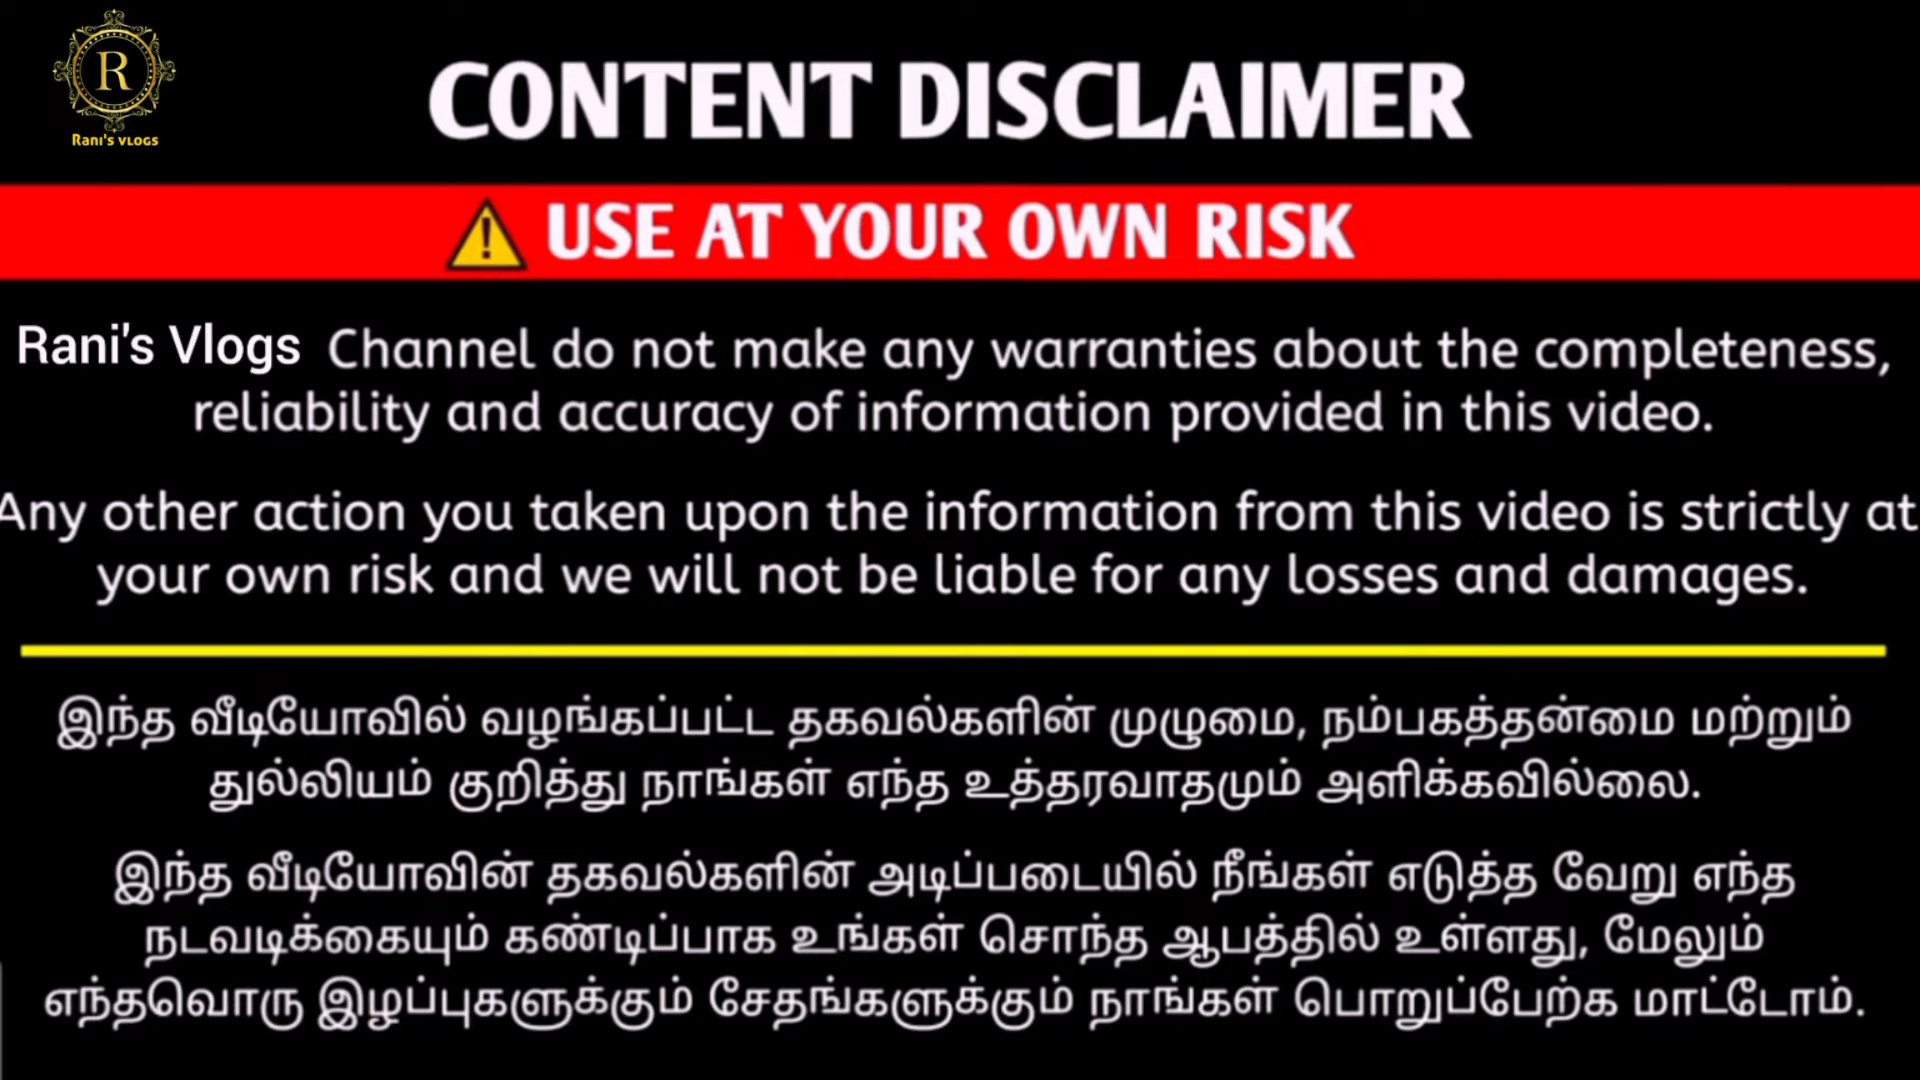 R
Rani's vlogs
CONTENT DISCLAIMER
⚠ USE AT YOUR OWN RISK
Rani's Vlogs Channel do not make any warranties about the completeness,
reliability and accuracy of information provided in this video.
Any other action you taken upon the information from this video is strictly at
your own risk and we will not be liable for any losses and damages.
இந்த வீடியோவில் வழங்கப்பட்ட தகவல்களின் முழுமை, நம்பகத்தன்மை மற்றும்
துல்லியம் குறித்து நாங்கள் எந்த உத்தரவாதமும் அளிக்கவில்லை.
இந்த வீடியோவின் தகவல்களின் அடிப்படையில் நீங்கள் எடுத்த வேறு எந்த
நடவடிக்கையும் கண்டிப்பாக உங்கள் சொந்த ஆபத்தில் உள்ளது, மேலும்
எந்தவொரு இழப்புகளுக்கும் சேதங்களுக்கும் நாங்கள் பொறுப்பேற்க மாட்டோம்.